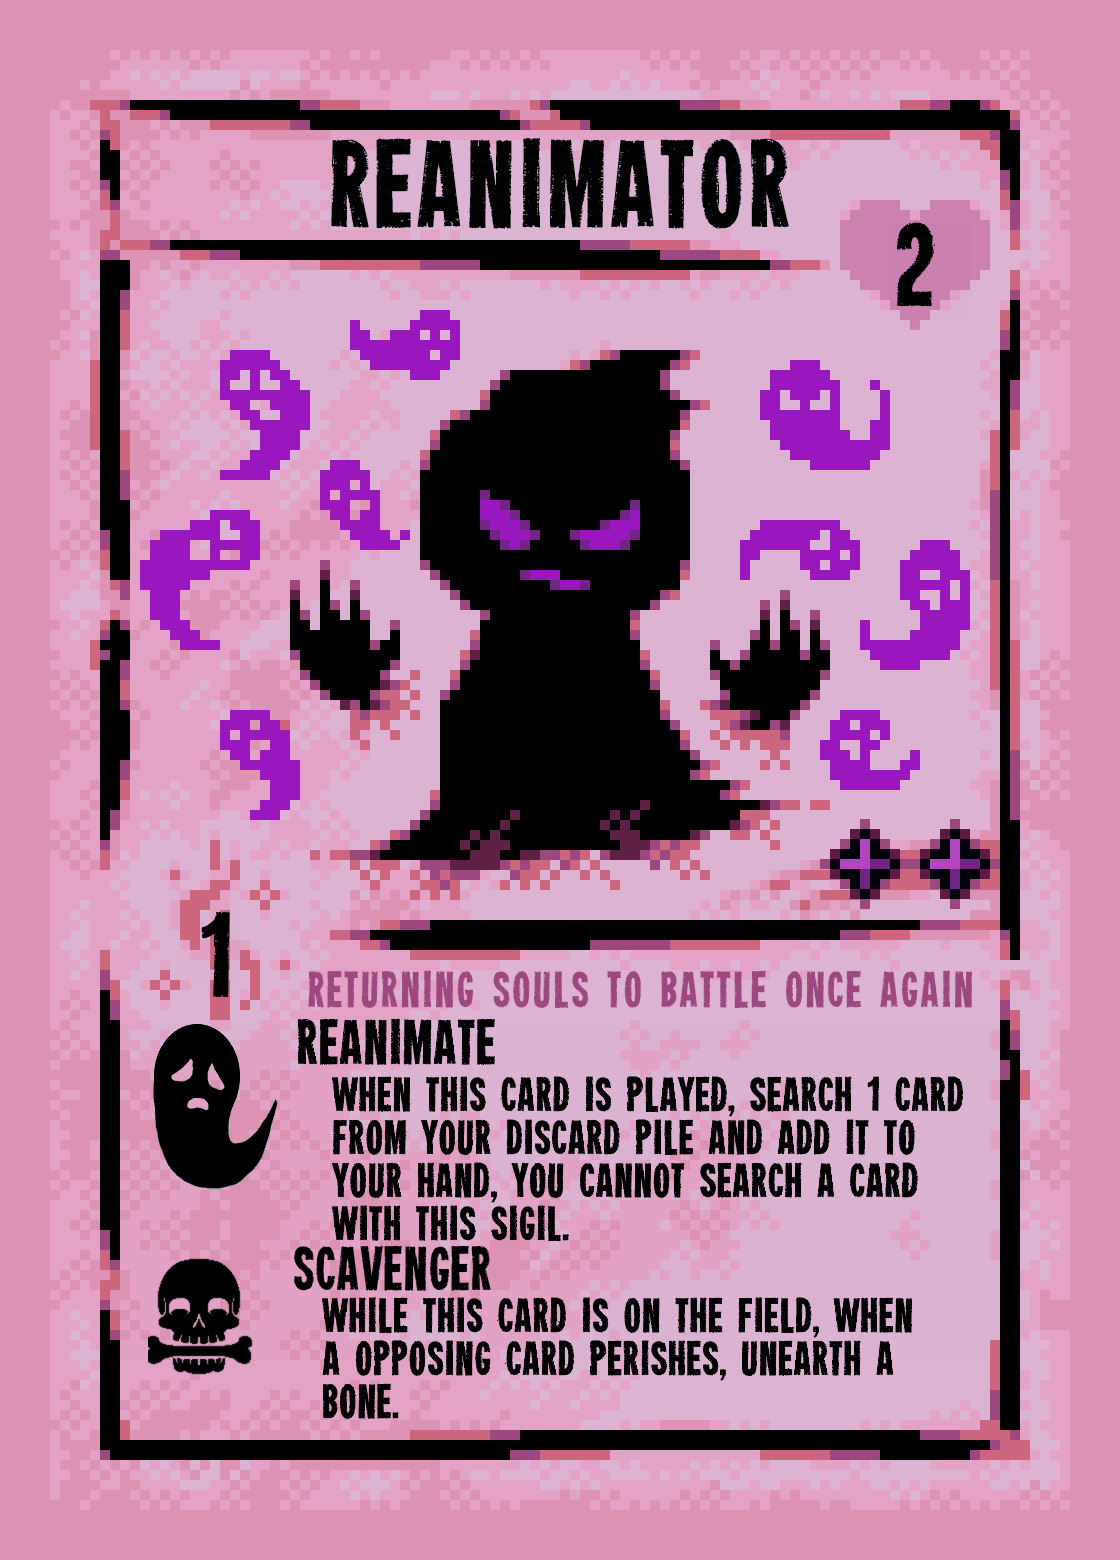 REANIMATOR
2
1
RETURNING SOULS TO BATTLE ONCE AGAIN
REANIMATE
WHEN THIS CARD IS PLAYED, SEARCH 1 CARD
FROM YOUR DISCARD PILE AND ADD IT TO
YOUR HAND, YOU CANNOT SEARCH A CARD
WITH THIS SIGIL.
SCAVENGER
WHILE THIS CARD IS ON THE FIELD, WHEN
A OPPOSING CARD PERISHES, UNEARTH A
BONE.